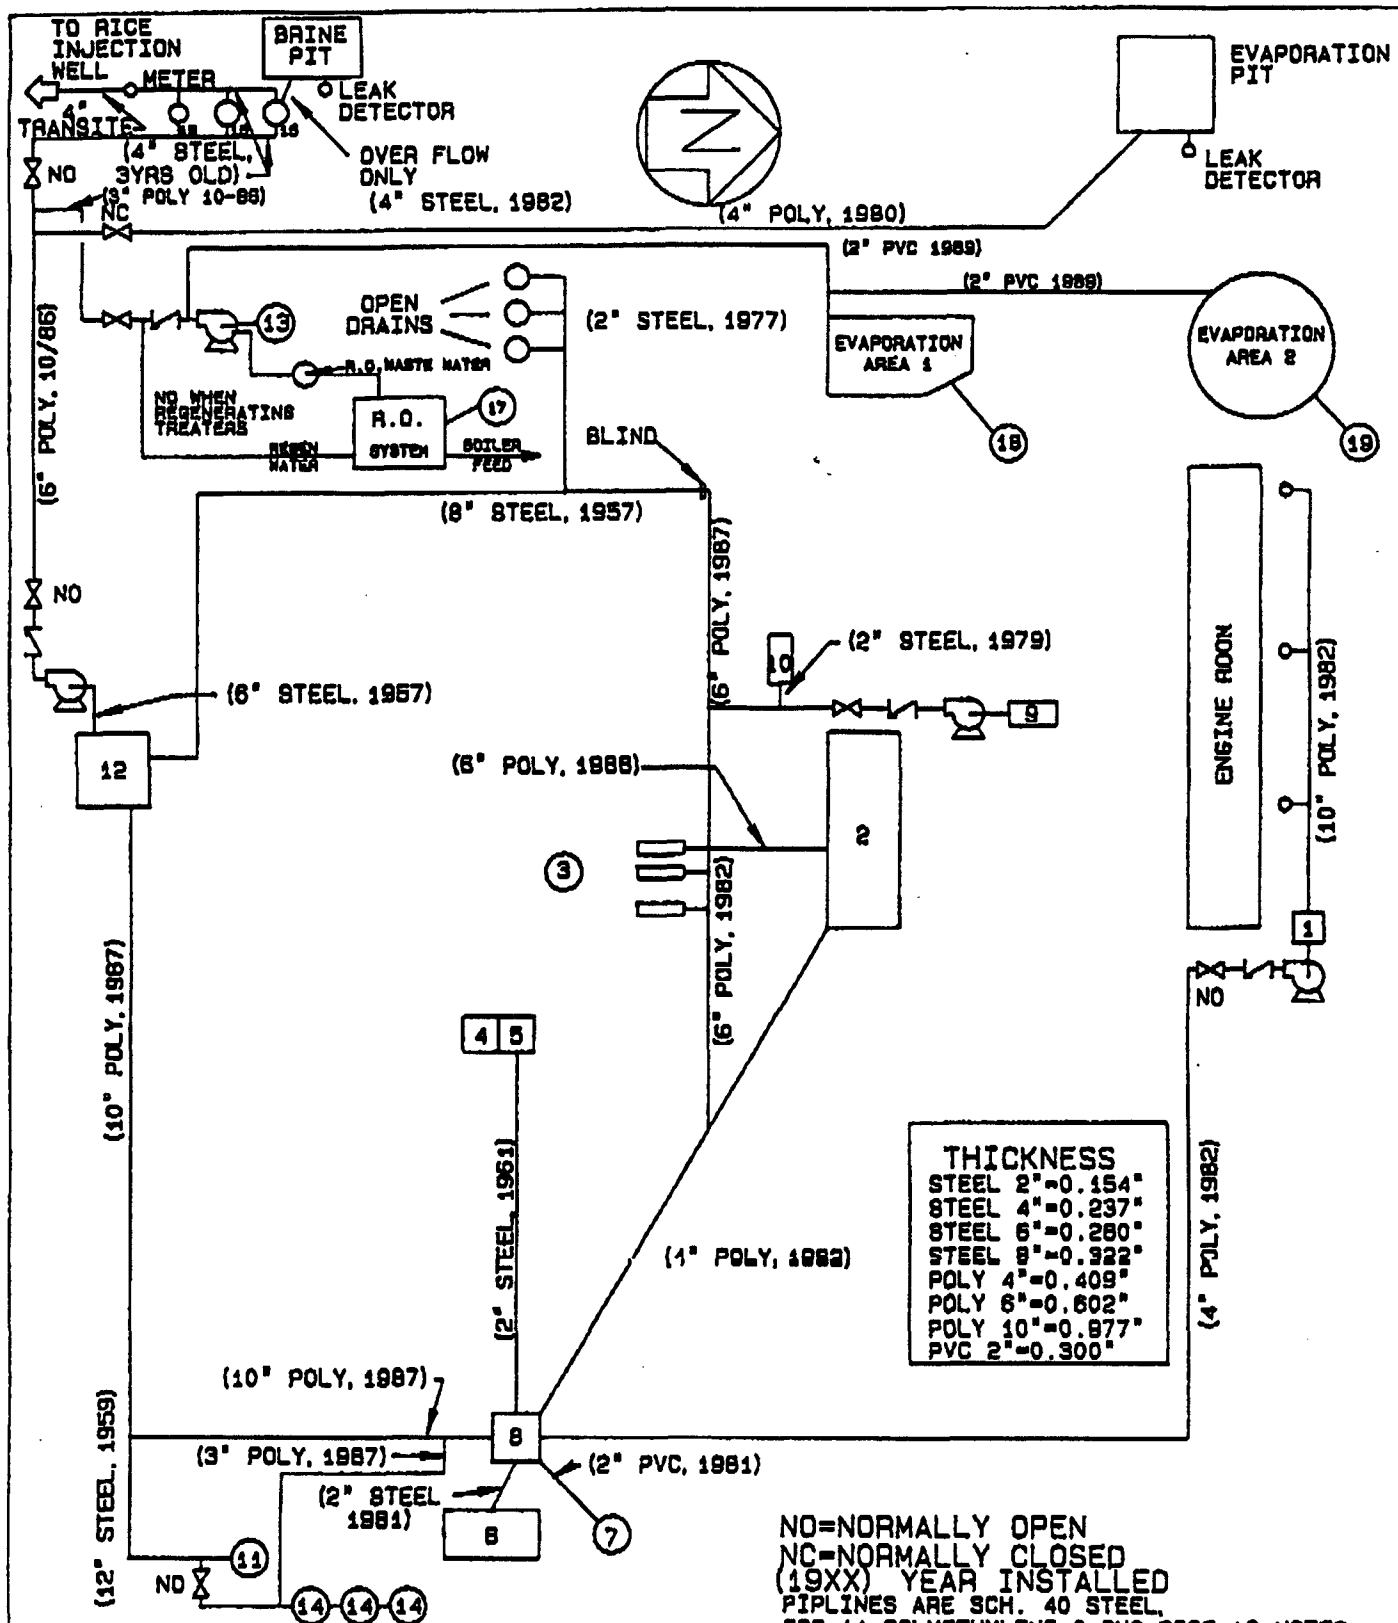 TO RICE
INJECTION
WELL
METER
4"
TRANSITE
BRINE
PIT
LEAK
DETECTOR
15
16
(4" STEEL,
3YRS OLD)
OVER FLOW
ONLY
(4" STEEL, 1982)
NO
(3" POLY 10-86)
NC
N
EVAPORATION
PIT
LEAK
DETECTOR
(4" POLY, 1980)
(2" PVC 1989)
(2" PVC 1989)
(6" POLY, 10/86)
13
OPEN
DRAINS
(2" STEEL, 1977)
R.O. WASTE WATER
NO WHEN
REGENERATING
TREATERS
R.O.
SYSTEM
17
REGEN
WATER
BOILER
FEED
EVAPORATION
AREA 1
EVAPORATION
AREA 2
18
19
BLIND
(8" STEEL, 1957)
(6" POLY, 1987)
NO
(6" STEEL, 1957)
12
10
(2" STEEL, 1979)
9
ENGINE ROOM
(10" POLY, 1982)
(6" POLY, 1986)
2
3
(6" POLY, 1982)
1
NO
(10" POLY, 1987)
4 5
(2" STEEL, 1961)
(4" POLY, 1982)
THICKNESS
STEEL 2"=0.154"
STEEL 4"=0.237"
STEEL 6"=0.280"
STEEL 8"=0.322"
POLY 4"=0.409"
POLY 6"=0.602"
POLY 10"=0.977"
PVC 2"=0.300"
(4" POLY, 1982)
(10" POLY, 1987)
8
(3" POLY, 1987)
(2" PVC, 1981)
(2" STEEL
1981)
6
7
(12" STEEL, 1959)
11
NO
14 14 14
NO=NORMALLY OPEN
NC=NORMALLY CLOSED
(19XX) YEAR INSTALLED
PIPLINES ARE SCH. 40 STEEL,